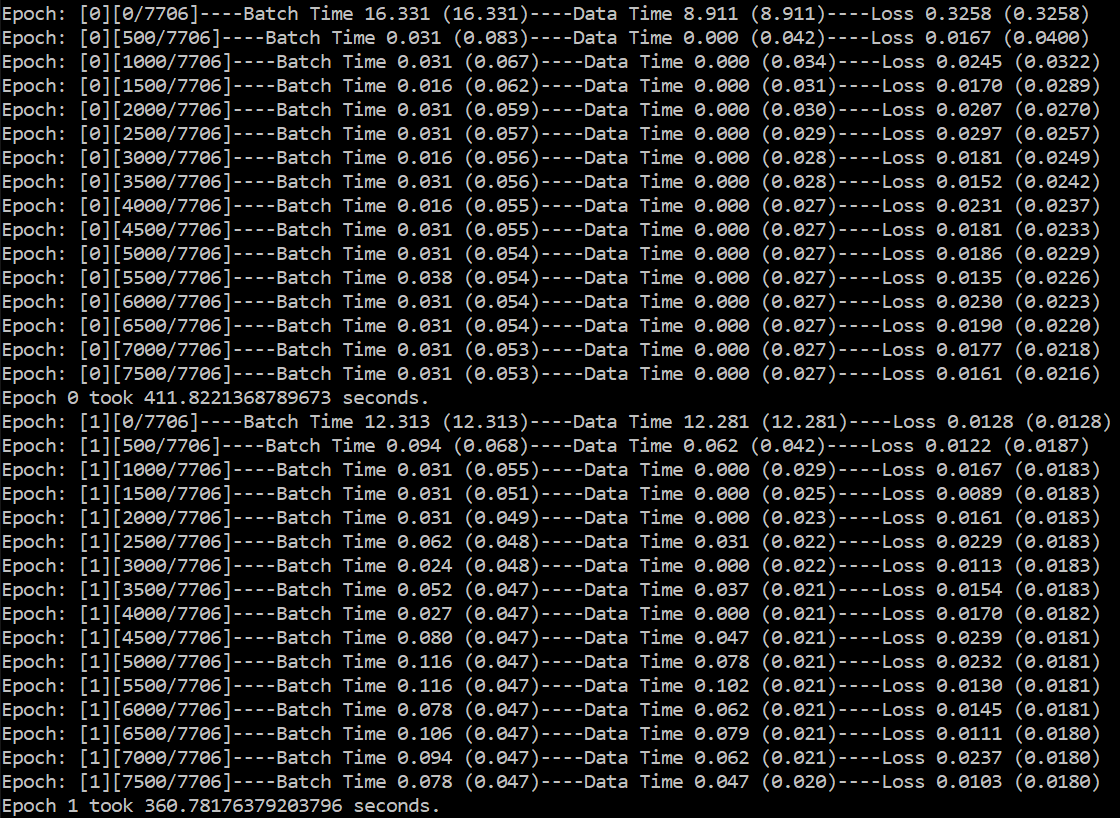 Epoch: [0][0/7706]----Batch Time 16.331 (16.331)----Data Time 8.911 (8.911)----Loss 0.3258 (0.3258)
Epoch: [0][500/7706]----Batch Time 0.031 (0.083)----Data Time 0.000 (0.042)----Loss 0.0167 (0.0400)
Epoch: [0][1000/7706]----Batch Time 0.031 (0.067)----Data Time 0.000 (0.034)----Loss 0.0245 (0.0322)
Epoch: [0][1500/7706]----Batch Time 0.016 (0.062)----Data Time 0.000 (0.031)----Loss 0.0170 (0.0289)
Epoch: [0][2000/7706]----Batch Time 0.031 (0.059)----Data Time 0.000 (0.030)----Loss 0.0207 (0.0270)
Epoch: [0][2500/7706]----Batch Time 0.031 (0.057)----Data Time 0.000 (0.029)----Loss 0.0297 (0.0257)
Epoch: [0][3000/7706]----Batch Time 0.016 (0.056)----Data Time 0.000 (0.028)----Loss 0.0181 (0.0249)
Epoch: [0][3500/7706]----Batch Time 0.031 (0.056)----Data Time 0.000 (0.028)----Loss 0.0152 (0.0242)
Epoch: [0][4000/7706]----Batch Time 0.016 (0.055)----Data Time 0.000 (0.027)----Loss 0.0231 (0.0237)
Epoch: [0][4500/7706]----Batch Time 0.031 (0.055)----Data Time 0.000 (0.027)----Loss 0.0181 (0.0233)
Epoch: [0][5000/7706]----Batch Time 0.031 (0.054)----Data Time 0.000 (0.027)----Loss 0.0186 (0.0229)
Epoch: [0][5500/7706]----Batch Time 0.038 (0.054)----Data Time 0.000 (0.027)----Loss 0.0135 (0.0226)
Epoch: [0][6000/7706]----Batch Time 0.031 (0.054)----Data Time 0.000 (0.027)----Loss 0.0230 (0.0223)
Epoch: [0][6500/7706]----Batch Time 0.031 (0.054)----Data Time 0.000 (0.027)----Loss 0.0190 (0.0220)
Epoch: [0][7000/7706]----Batch Time 0.031 (0.053)----Data Time 0.000 (0.027)----Loss 0.0177 (0.0218)
Epoch: [0][7500/7706]----Batch Time 0.031 (0.053)----Data Time 0.000 (0.027)----Loss 0.0161 (0.0216)
Epoch 0 took 411.8221368789673 seconds.
Epoch: [1][0/7706]----Batch Time 12.313 (12.313)----Data Time 12.281 (12.281)----Loss 0.0128 (0.0128)
Epoch: [1][500/7706]----Batch Time 0.094 (0.068)----Data Time 0.062 (0.042)----Loss 0.0122 (0.0187)
Epoch: [1][1000/7706]----Batch Time 0.031 (0.055)----Data Time 0.000 (0.029)----Loss 0.0167 (0.0183)
Epoch: [1][1500/7706]----Batch Time 0.031 (0.051)----Data Time 0.000 (0.025)----Loss 0.0089 (0.0183)
Epoch: [1][2000/7706]----Batch Time 0.031 (0.049)----Data Time 0.000 (0.023)----Loss 0.0161 (0.0183)
Epoch: [1][2500/7706]----Batch Time 0.062 (0.048)----Data Time 0.031 (0.022)----Loss 0.0229 (0.0183)
Epoch: [1][3000/7706]----Batch Time 0.024 (0.048)----Data Time 0.000 (0.022)----Loss 0.0113 (0.0183)
Epoch: [1][3500/7706]----Batch Time 0.052 (0.047)----Data Time 0.037 (0.021)----Loss 0.0154 (0.0183)
Epoch: [1][4000/7706]----Batch Time 0.027 (0.047)----Data Time 0.000 (0.021)----Loss 0.0170 (0.0182)
Epoch: [1][4500/7706]----Batch Time 0.080 (0.047)----Data Time 0.047 (0.021)----Loss 0.0239 (0.0181)
Epoch: [1][5000/7706]----Batch Time 0.116 (0.047)----Data Time 0.078 (0.021)----Loss 0.0232 (0.0181)
Epoch: [1][5500/7706]----Batch Time 0.116 (0.047)----Data Time 0.102 (0.021)----Loss 0.0130 (0.0181)
Epoch: [1][6000/7706]----Batch Time 0.078 (0.047)----Data Time 0.062 (0.021)----Loss 0.0145 (0.0181)
Epoch: [1][6500/7706]----Batch Time 0.106 (0.047)----Data Time 0.079 (0.021)----Loss 0.0111 (0.0180)
Epoch: [1][7000/7706]----Batch Time 0.094 (0.047)----Data Time 0.062 (0.021)----Loss 0.0237 (0.0180)
Epoch: [1][7500/7706]----Batch Time 0.078 (0.047)----Data Time 0.047 (0.020)----Loss 0.0103 (0.0180)
Epoch 1 took 360.78176379203796 seconds.